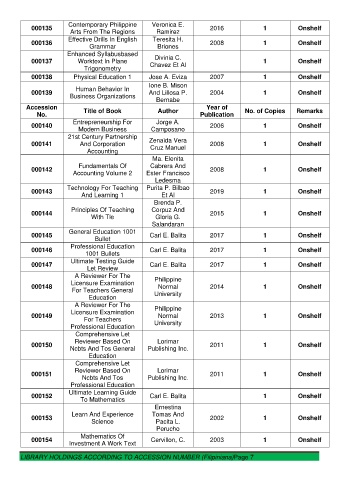 000135 Contemporary Philippine Arts From The Regions Veronica E. Ramirez 2016 1 Onshelf
000136 Effective Drills In English Grammar Teresita H. Briones 2008 1 Onshelf
000137 Enhanced Syllabusbased Worktext In Plane Trigonometry Divinia C. Chavez Et Al 1 Onshelf
000138 Physical Education 1 Jose A. Eviza 2007 1 Onshelf
000139 Human Behavior In Business Organizations Ione B. Mison And Lillosa P. Bernabe 2004 1 Onshelf
Accession No. Title of Book Author Year of Publication No. of Copies Remarks
000140 Entrepreneurship For Modern Business Jorge A. Camposano 2006 1 Onshelf
000141 21st Century Partnership And Corporation Accounting Zenaida Vera Cruz Manuel 2008 1 Onshelf
000142 Fundamentals Of Accounting Volume 2 Ma. Elenita Cabrera And Ester Francisco Ledesma 2008 1 Onshelf
000143 Technology For Teaching And Learning 1 Purita P. Bilbao Et Al 2019 1 Onshelf
000144 Principles Of Teaching With Tle Brenda P. Corpuz And Gloria G. Salandanan 2015 1 Onshelf
000145 General Education 1001 Bullet Carl E. Balita 2017 1 Onshelf
000146 Professional Education 1001 Bullets Carl E. Balita 2017 1 Onshelf
000147 Ultimate Testing Guide Let Review Carl E. Balita 2017 1 Onshelf
000148 A Reviewer For The Licensure Examination For Teachers General Education Philippine Normal University 2014 1 Onshelf
000149 A Reviewer For The Licensure Examination For Teachers Professional Education Philippine Normal University 2013 1 Onshelf
000150 Comprehensive Let Reviewer Based On Ncbts And Tos General Education Lorimar Publishing Inc. 2011 1 Onshelf
000151 Comprehensive Let Reviewer Based On Ncbts And Tos Professional Education Lorimar Publishing Inc. 2011 1 Onshelf
000152 Ultimate Learning Guide To Mathematics Carl E. Balita 1 Onshelf
000153 Learn And Experience Science Ernestina Tomas And Pacita L. Porucho 2002 1 Onshelf
000154 Mathematics Of Investment A Work Text Cervillon, C. 2003 1 Onshelf
LIBRARY HOLDINGS ACCORDING TO ACCESSION NUMBER (Filipiniana)Page 7